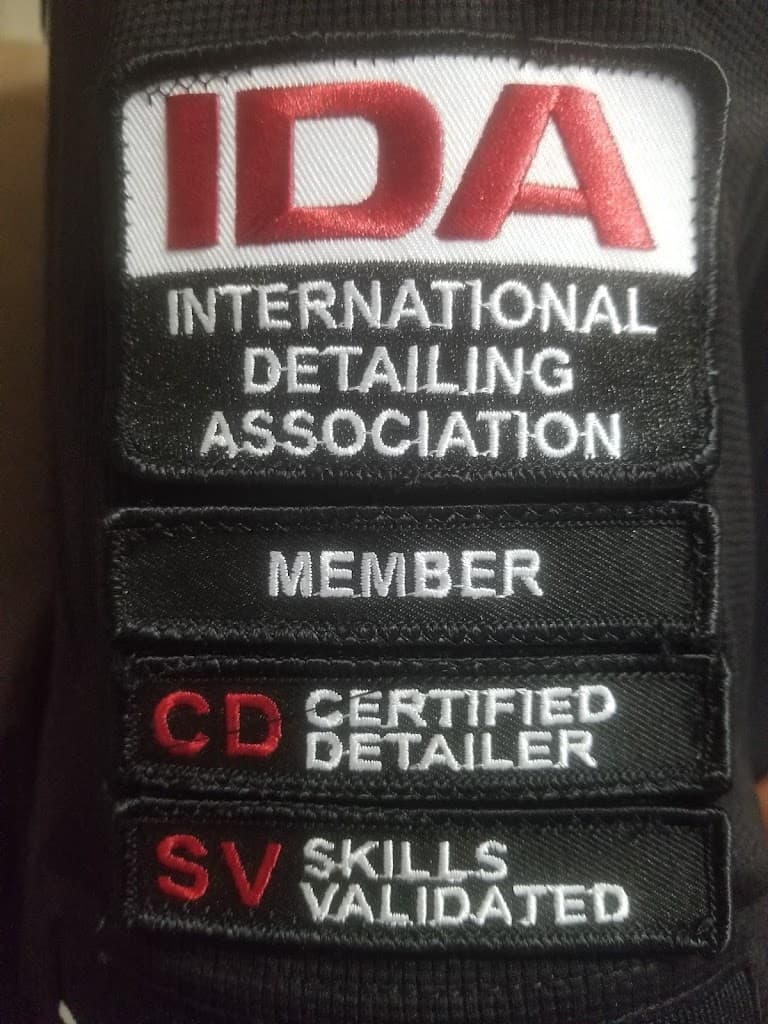 IDA
INTERNATIONAL
DETAILING
ASSOCIATION
MEMBER
CD CERTIFIED
DETAILER
SV SKILLS
VALIDATED